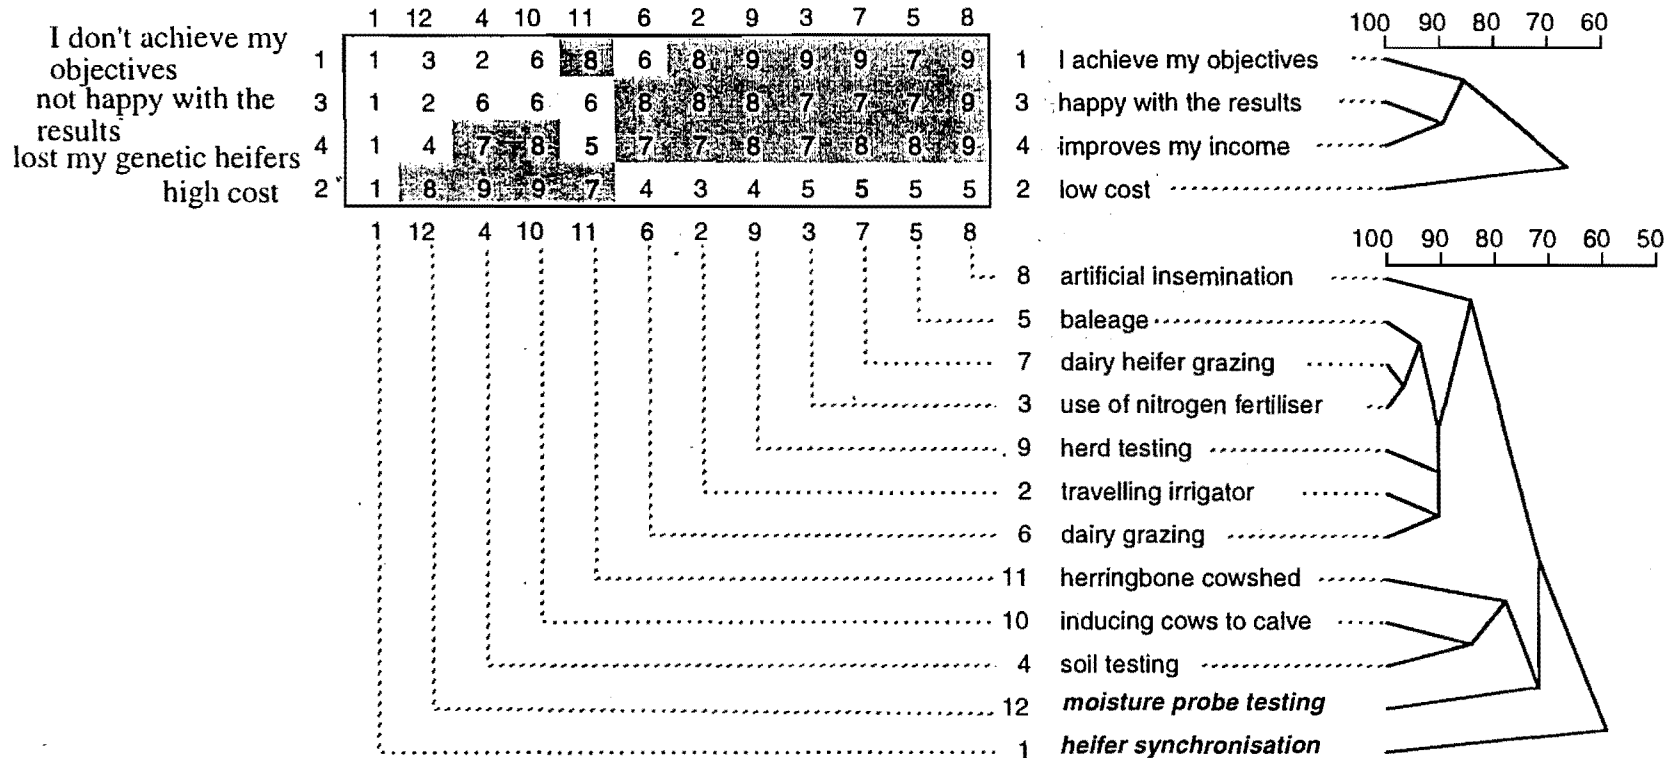 1 12 4 10 11 6 2 9 3 7 5 8
100 90 80 70 60
I don't achieve my
objectives 1 1 3 2 6 8 6 8 9 9 9 7 9 1 I achieve my objectives
not happy with the
results 3 1 2 6 6 6 8 8 8 7 7 7 9 3 happy with the results
lost my genetic heifers 4 1 4 7 8 5 7 7 8 7 8 8 9 4 improves my income
high cost 2 1 8 9 9 7 4 3 4 5 5 5 5 2 low cost
1 12 4 10 11 6 2 9 3 7 5 8
100 90 80 70 60 50
8 artificial insemination
5 baleage
7 dairy heifer grazing
3 use of nitrogen fertiliser
9 herd testing
2 travelling irrigator
6 dairy grazing
11 herringbone cowshed
10 inducing cows to calve
4 soil testing
12 moisture probe testing
1 heifer synchronisation